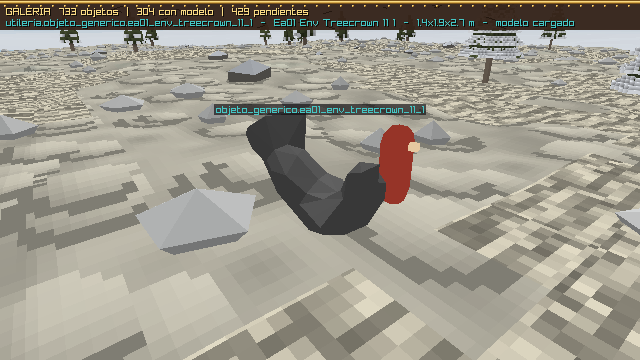 GALERÍA 733 objetos | 304 con modelo | 429 pendientes
utileria:objeto_generico.ea01_env_treecrown_11_1 - Ea01 Env Treecrown 11 1 - 1.4x1.9x2.7 m - modelo cargado
objeto_generico.ea01_env_treecrown_11_1